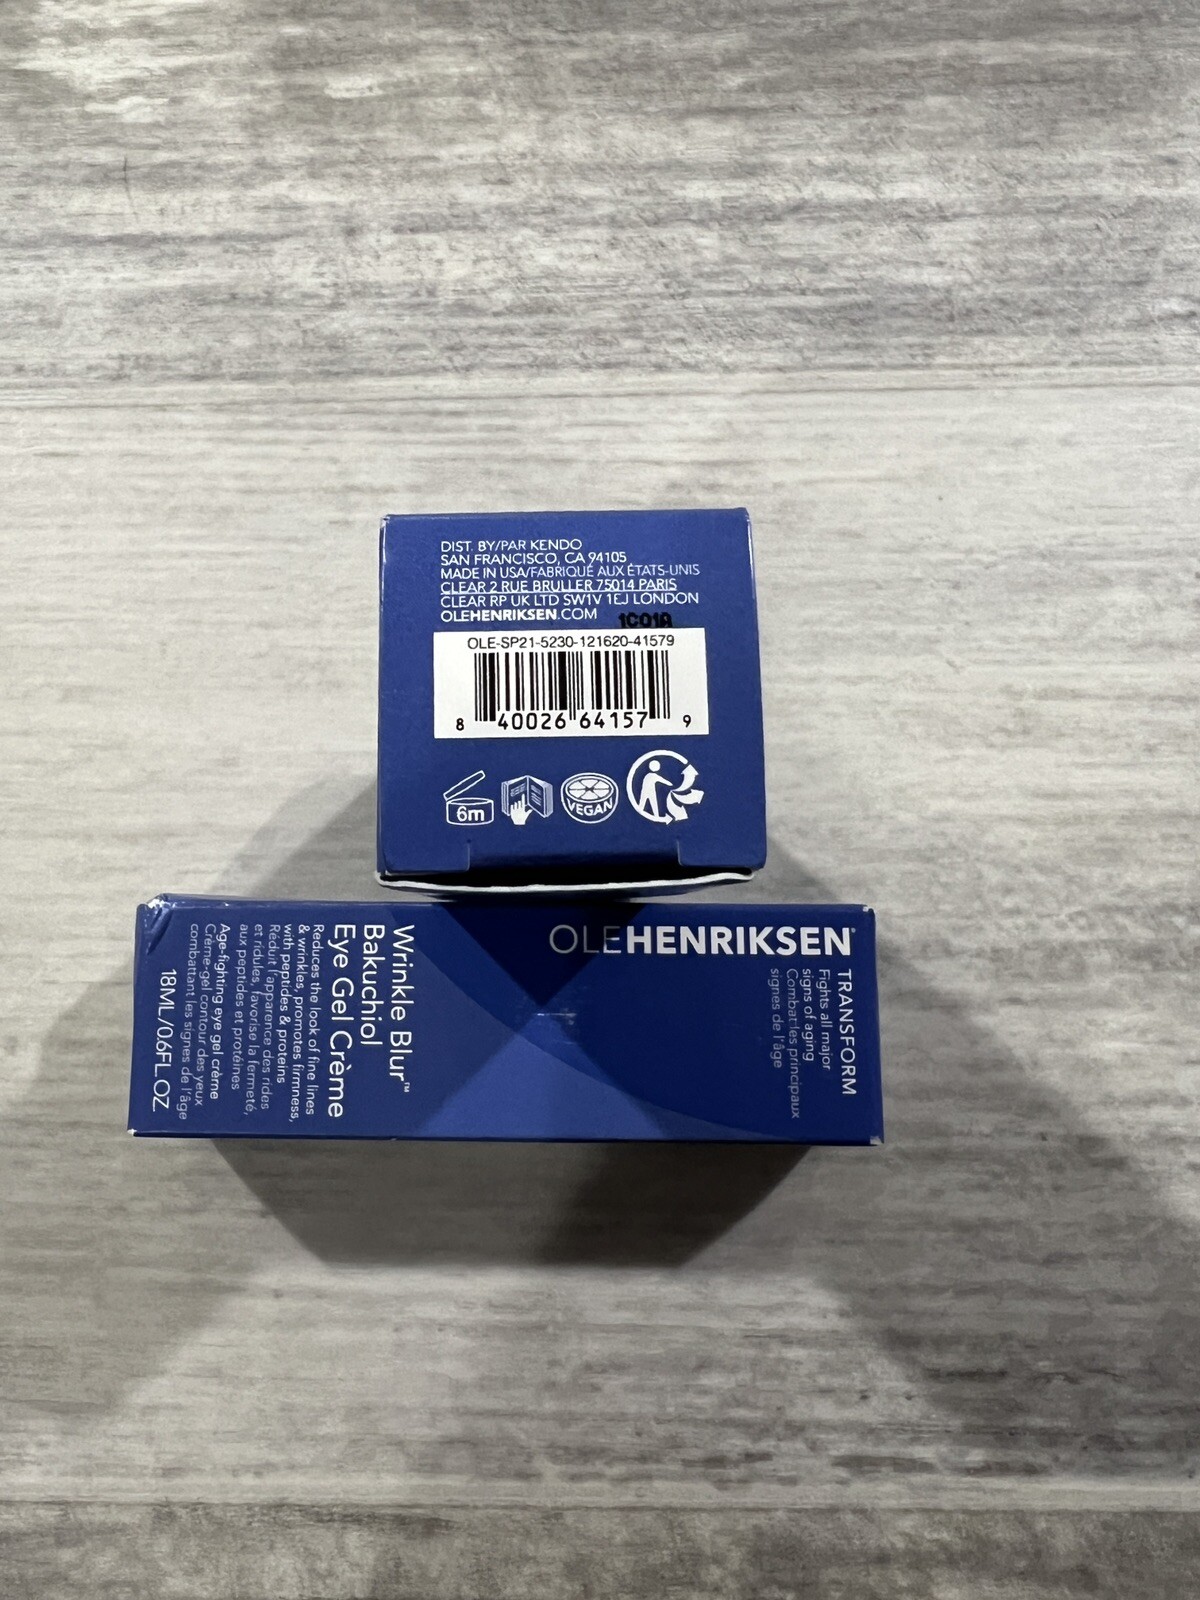 DIST. BY/PAR KENDO
SAN FRANCISCO, CA 94105
MADE IN USA/FABRIQUÉ AUX ÉTATS-UNIS
CLEAR 2 RUE BRULLER 75014 PARIS
CLEAR RP UK LTD SW1V 1EJ LONDON
OLEHENRIKSEN.COM
1C01A
OLE-SP21-5230-121620-41579
8 40026 64157 9
6m
VEGAN
OLEHENRIKSEN®
TRANSFORM
Fights all major
signs of aging
Combat les principaux
signes de l'âge
Wrinkle Blur™
Bakuchiol
Eye Gel Crème
Reduces the look of fine lines
& wrinkles, promotes firmness,
with peptides & proteins
Réduit l'apparence des rides
et ridules, favorise la fermeté,
aux peptides et protéines
Age-fighting eye gel crème
Crème-gel contour des yeux
combattant les signes de l'âge
18ML/0.6FL.OZ.